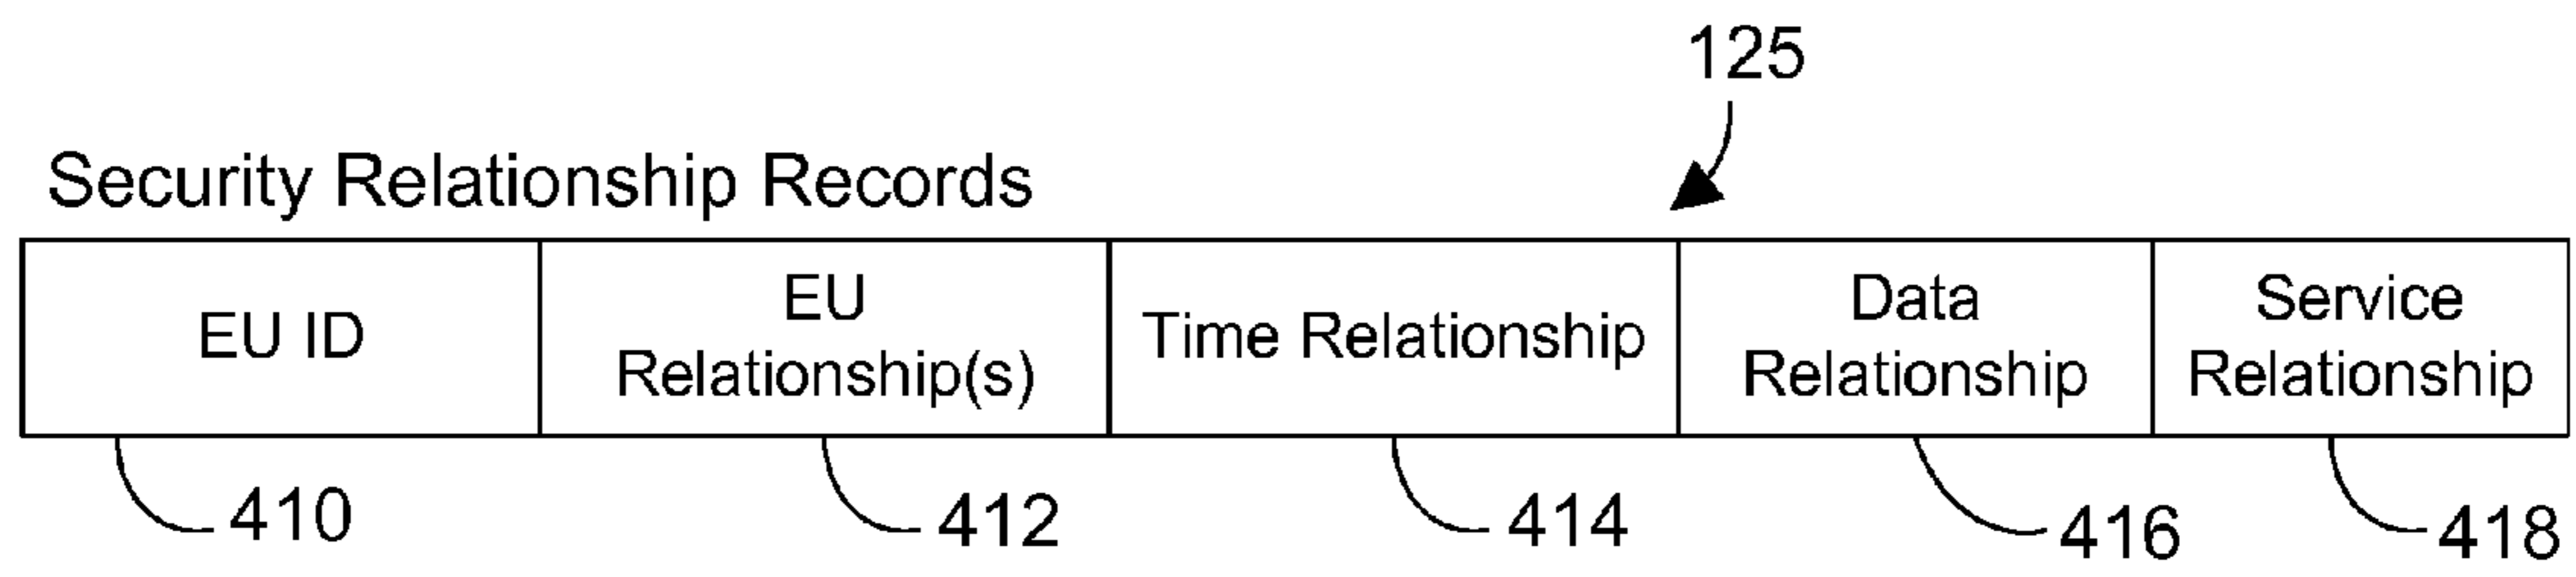 125
Security Relationship Records
EU ID
EU
Relationship(s)
Time Relationship
Data
Relationship
Service
Relationship
410
412
414
416
418